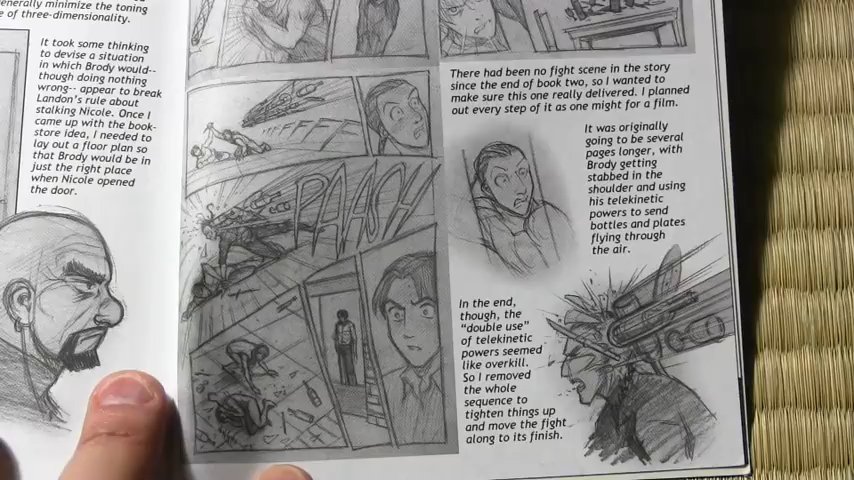 generally minimize the toning
e of three-dimensionality.
It took some thinking
to devise a situation
in which Brody would--
though doing nothing
wrong-- appear to break
Landon's rule about
stalking Nicole. Once I
came up with the book-
store idea, I needed to
lay out a floor plan so
that Brody would be in
just the right place
when Nicole opened
the door.
FFFF
PAASH
There had been no fight scene in the story
since the end of book two, so I wanted to
make sure this one really delivered. I planned
out every step of it as one might for a film.
It was originally
going to be several
pages longer, with
Brody getting
stabbed in the
shoulder and using
his telekinetic
powers to send
bottles and plates
flying through
the air.
In the end,
though, the
"double use"
of telekinetic
powers seemed
like overkill.
So I removed
the whole
sequence to
tighten things up
and move the fight
along to its finish.